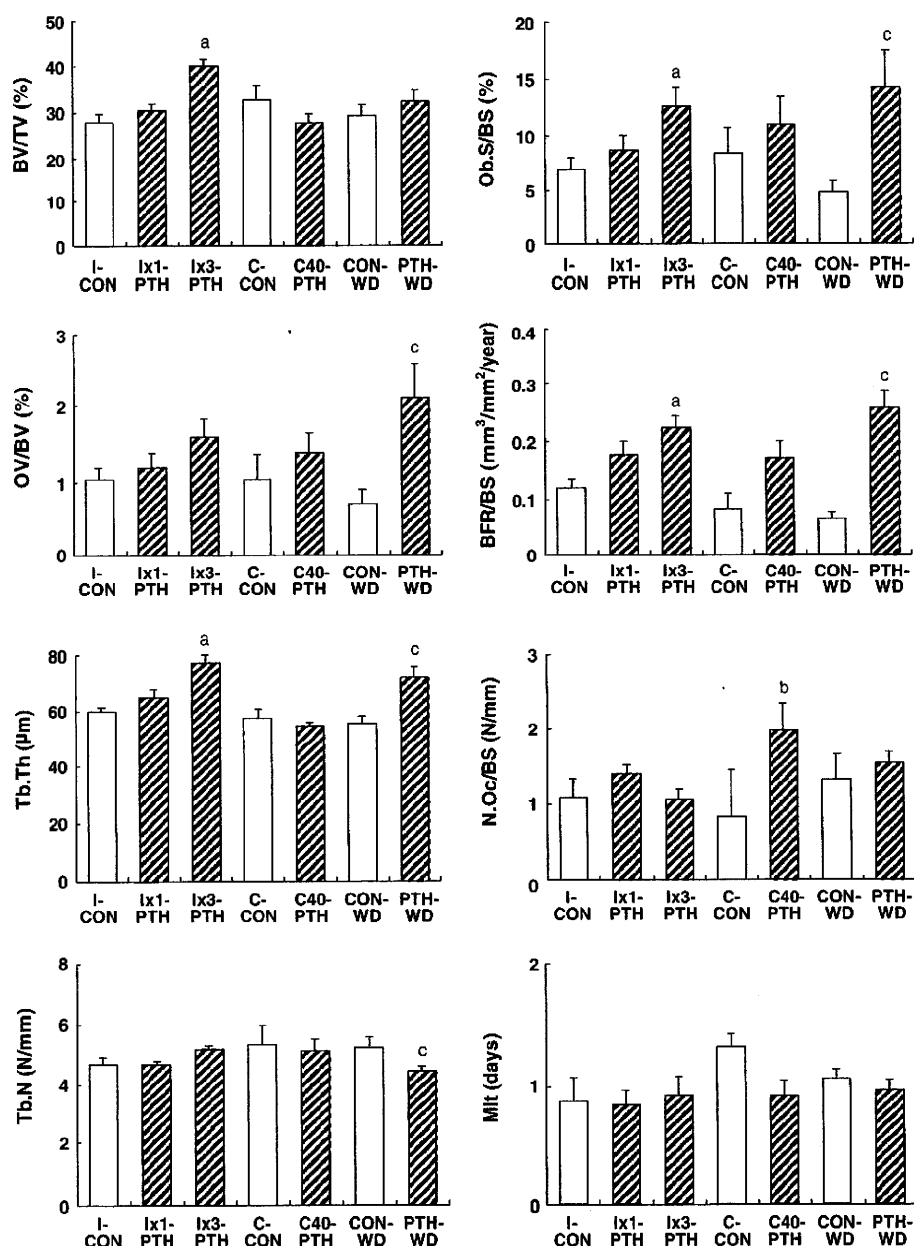 BV/TV (%)
50
40
30
20
10
0
a
I-CON Ix1-PTH Ix3-PTH C-CON C40-PTH CON-WD PTH-WD
Ob.S/BS (%)
20
15
10
5
0
a
c
I-CON Ix1-PTH Ix3-PTH C-CON C40-PTH CON-WD PTH-WD
OV/BV (%)
3
2
1
0
c
I-CON Ix1-PTH Ix3-PTH C-CON C40-PTH CON-WD PTH-WD
BFR/BS (mm³/mm²/year)
0.4
0.3
0.2
0.1
0
a
c
I-CON Ix1-PTH Ix3-PTH C-CON C40-PTH CON-WD PTH-WD
Tb.Th (µm)
80
60
40
20
0
a
c
I-CON Ix1-PTH Ix3-PTH C-CON C40-PTH CON-WD PTH-WD
N.Oc/BS (N/mm)
3
2
1
0
b
I-CON Ix1-PTH Ix3-PTH C-CON C40-PTH CON-WD PTH-WD
Tb.N (N/mm)
8
6
4
2
0
c
I-CON Ix1-PTH Ix3-PTH C-CON C40-PTH CON-WD PTH-WD
Mlt (days)
2
1
0
I-CON Ix1-PTH Ix3-PTH C-CON C40-PTH CON-WD PTH-WD